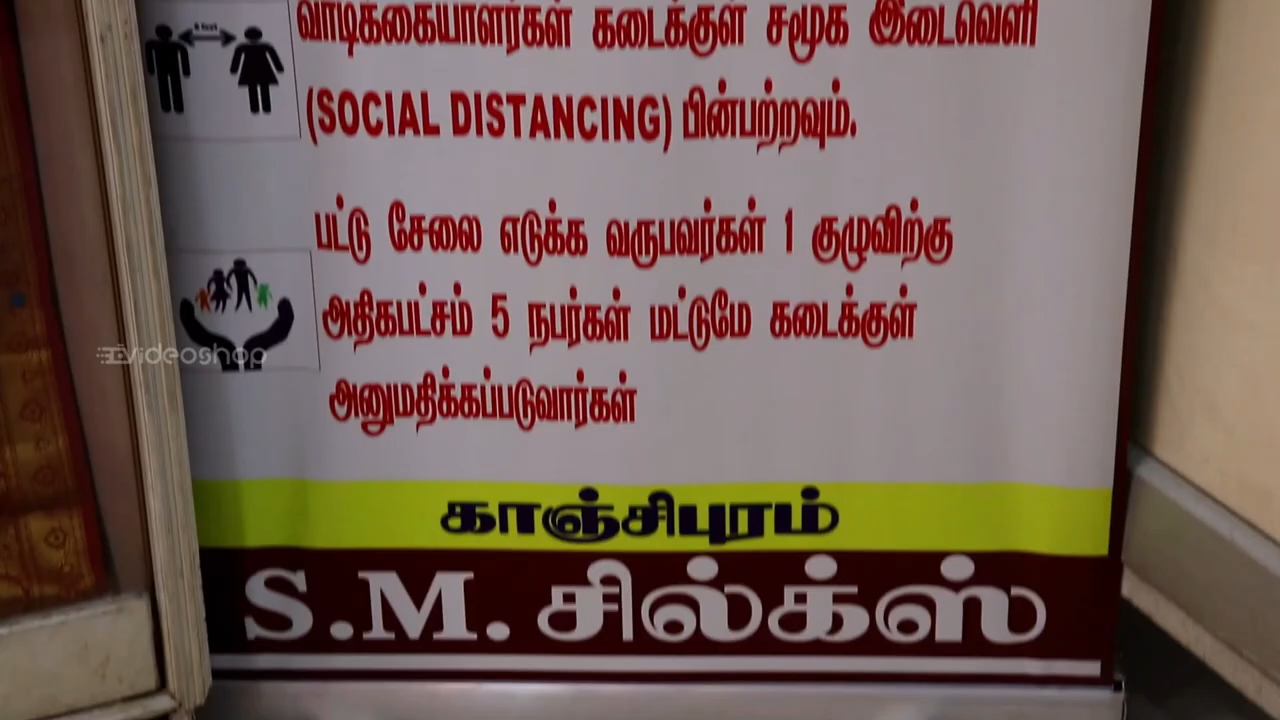 வாடிக்கையாளர்கள் கடைக்குள் சமூக இடைவெளி
(SOCIAL DISTANCING) பின்பற்றவும்.
பட்டு சேலை எடுக்க வருபவர்கள் 1 குழுவிற்கு
அதிகபட்சம் 5 நபர்கள் மட்டுமே கடைக்குள்
அனுமதிக்கப்படுவார்கள்
videoshop
காஞ்சிபுரம்
S.M. சில்க்ஸ்